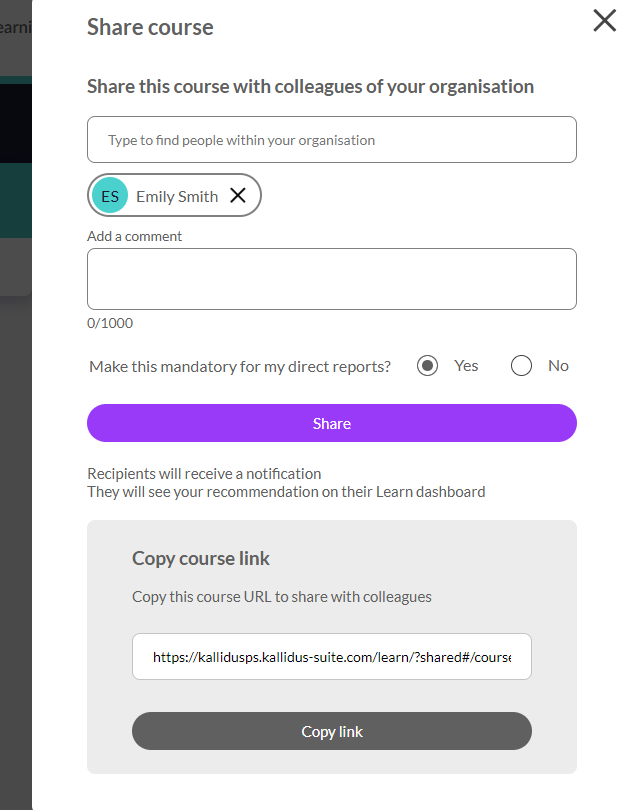 earni
Share course
Share this course with colleagues of your organisation
Type to find people within your organisation
ES Emily Smith
Add a comment
0/1000
Make this mandatory for my direct reports? Yes No
Share
Recipients will receive a notification
They will see your recommendation on their Learn dashboard
Copy course link
Copy this course URL to share with colleagues
https://kallidusps.kallidus-suite.com/learn/?shared#/course
Copy link